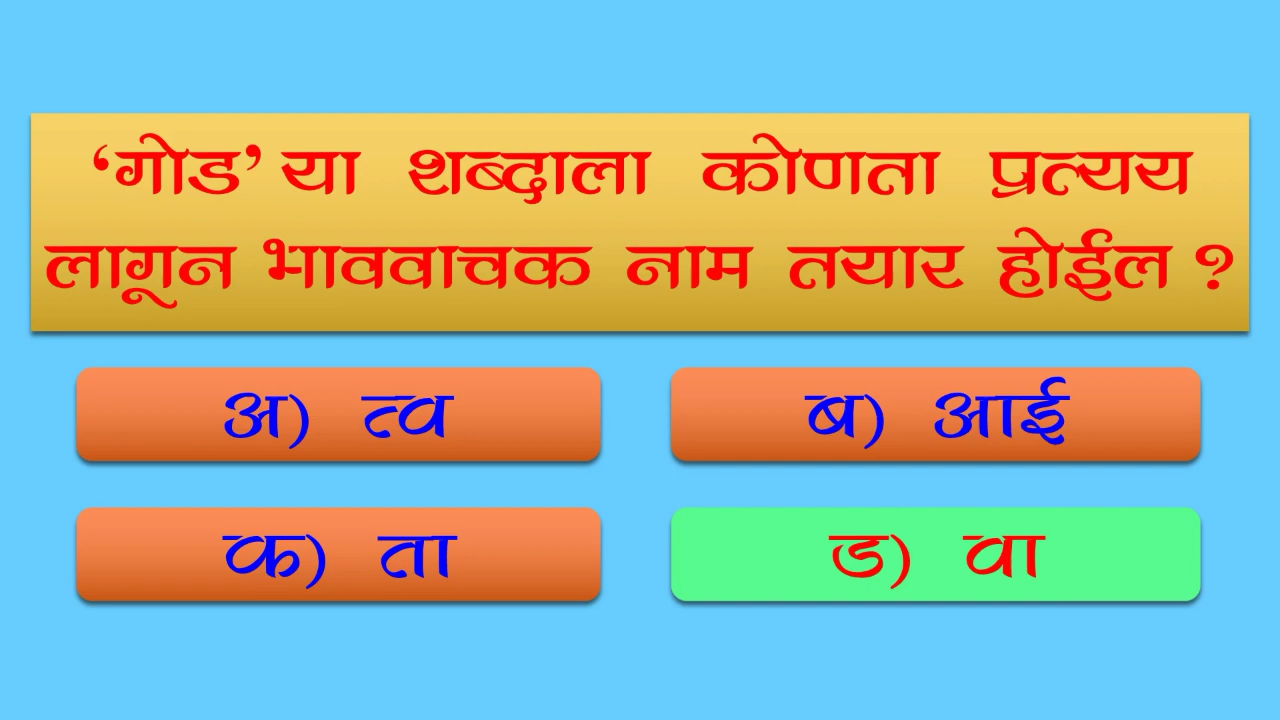 ‘गोड’ या शब्दाला कोणता प्रत्यय
लागून भाववाचक नाम तयार होईल ?
अ) त्व
ब) आई
क) ता
ड) वा